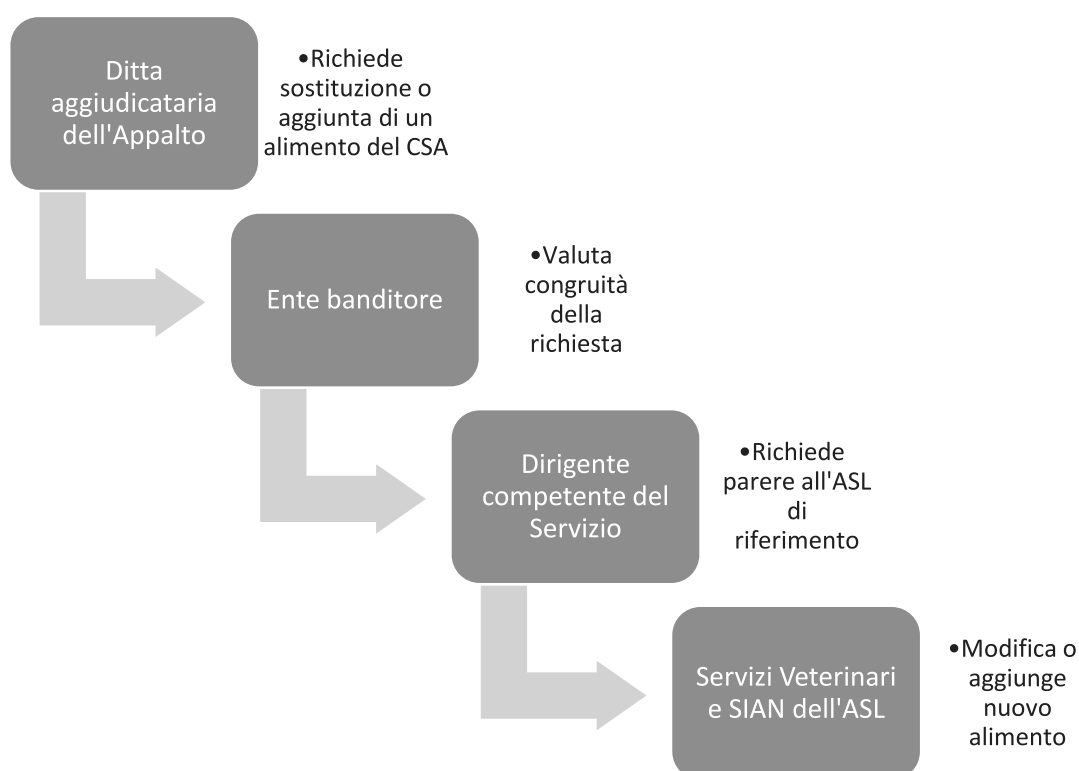 Ditta
aggiudicataria
dell'Appalto
•Richiede
sostituzione o
aggiunta di un
alimento del CSA
Ente banditore
•Valuta
congruità
della
richiesta
Dirigente
competente del
Servizio
•Richiede
parere all'ASL
di
riferimento
Servizi Veterinari
e SIAN dell'ASL
•Modifica o
aggiunge
nuovo
alimento